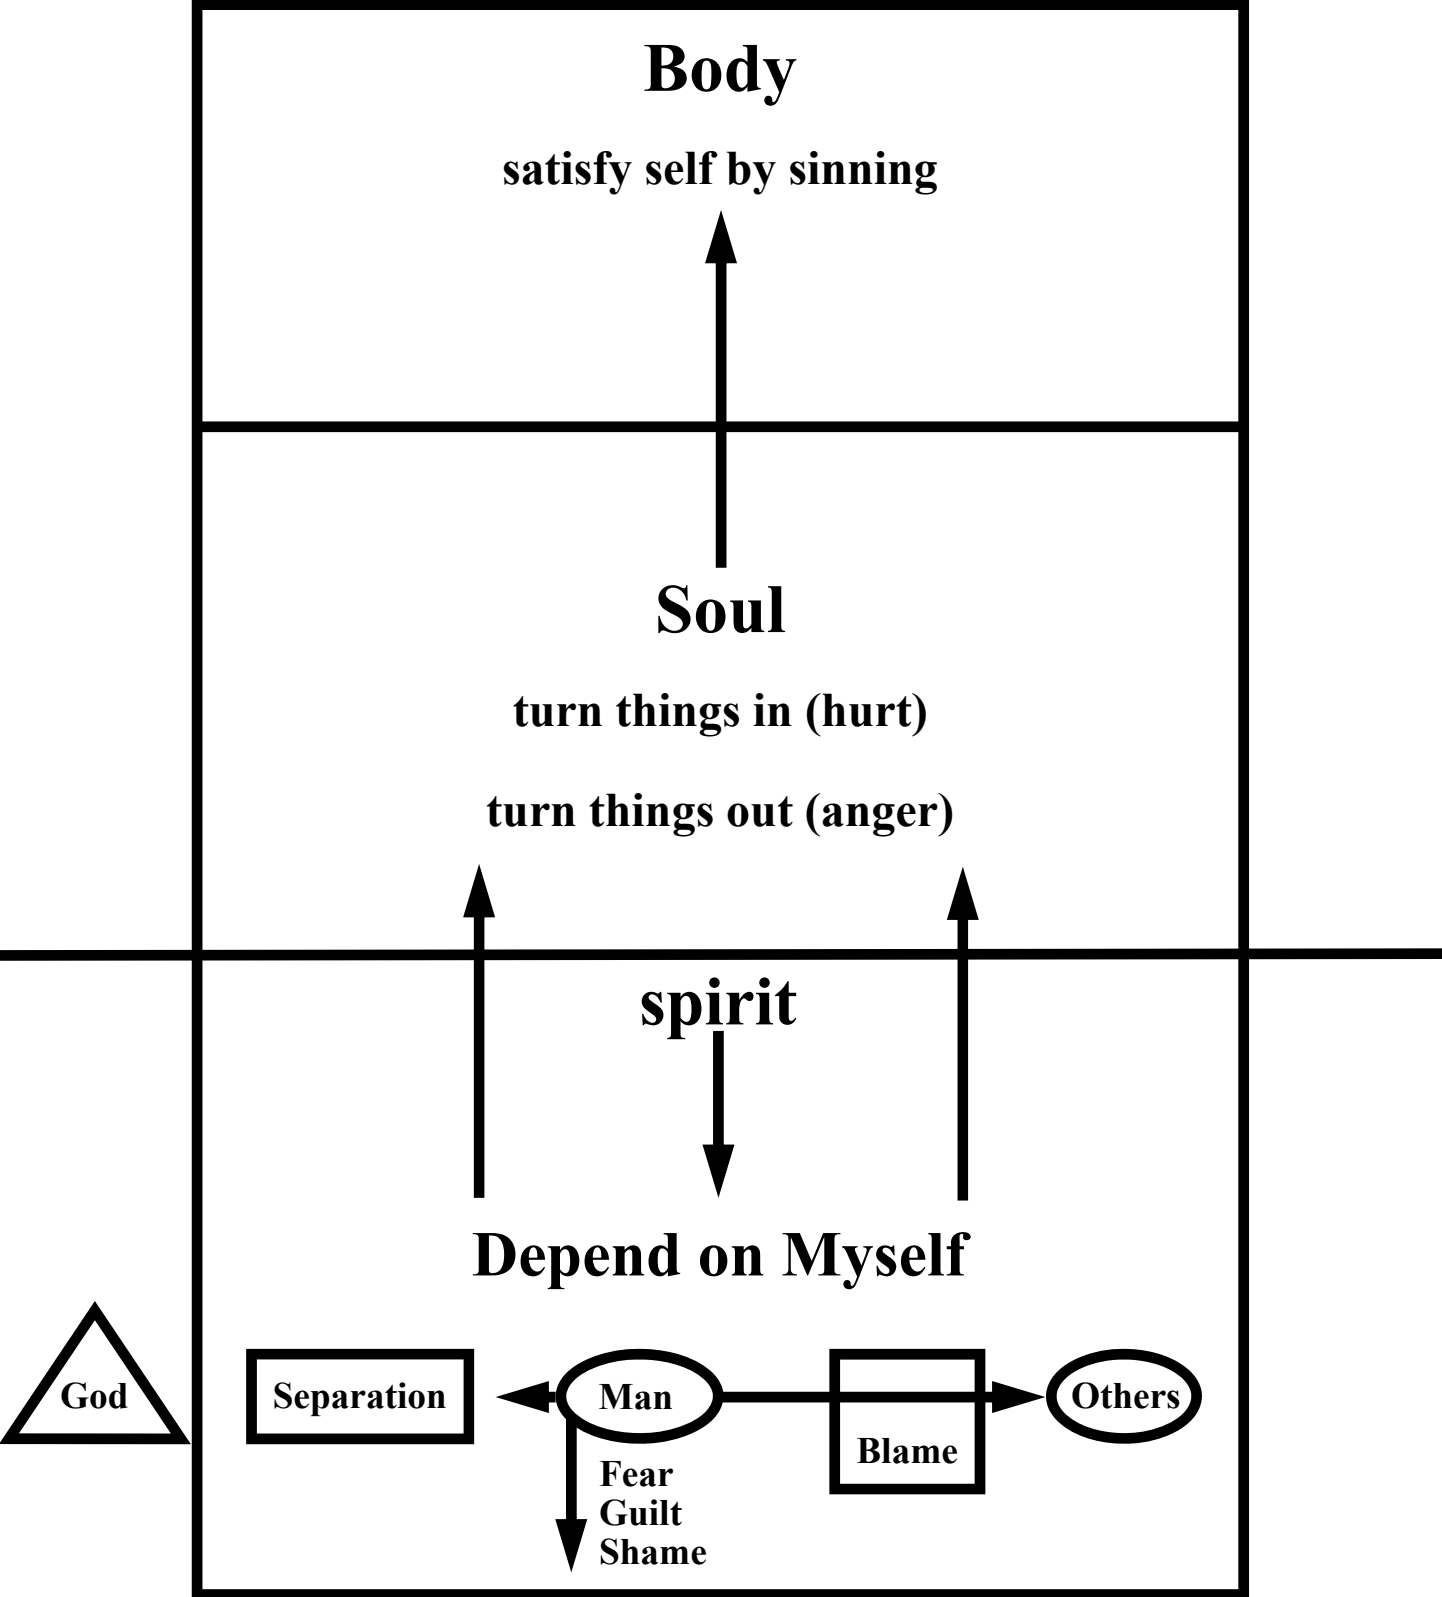 Body
satisfy self by sinning
Soul
turn things in (hurt)
turn things out (anger)
spirit
Depend on Myself
God
Separation
Man
Others
Blame
Fear
Guilt
Shame